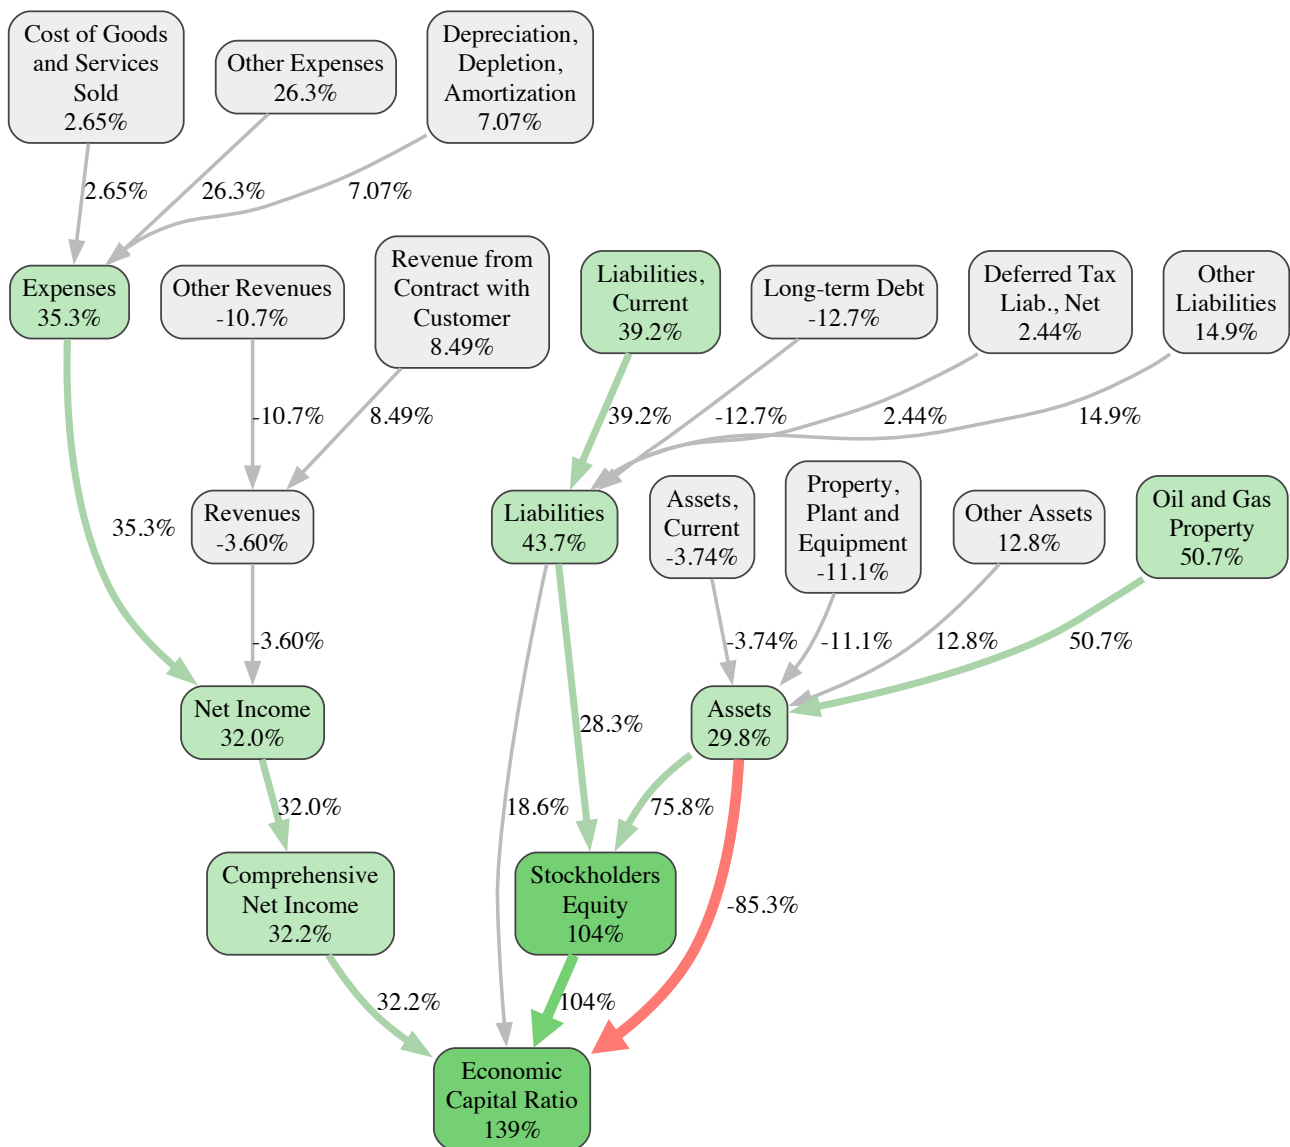 Cost of Goods
and Services
Sold
2.65%
Other Expenses
26.3%
Depreciation,
Depletion,
Amortization
7.07%
2.65%
26.3%
7.07%
Expenses
35.3%
Other Revenues
-10.7%
Revenue from
Contract with
Customer
8.49%
Liabilities,
Current
39.2%
Long-term Debt
-12.7%
Deferred Tax
Liab., Net
2.44%
Other
Liabilities
14.9%
-10.7%
8.49%
39.2%
-12.7%
2.44%
14.9%
35.3%
Revenues
-3.60%
Liabilities
43.7%
Assets,
Current
-3.74%
Property,
Plant and
Equipment
-11.1%
Other Assets
12.8%
Oil and Gas
Property
50.7%
-3.60%
-3.74%
-11.1%
12.8%
50.7%
Net Income
32.0%
28.3%
Assets
29.8%
32.0%
18.6%
75.8%
Comprehensive
Net Income
32.2%
Stockholders
Equity
104%
-85.3%
32.2%
104%
Economic
Capital Ratio
139%